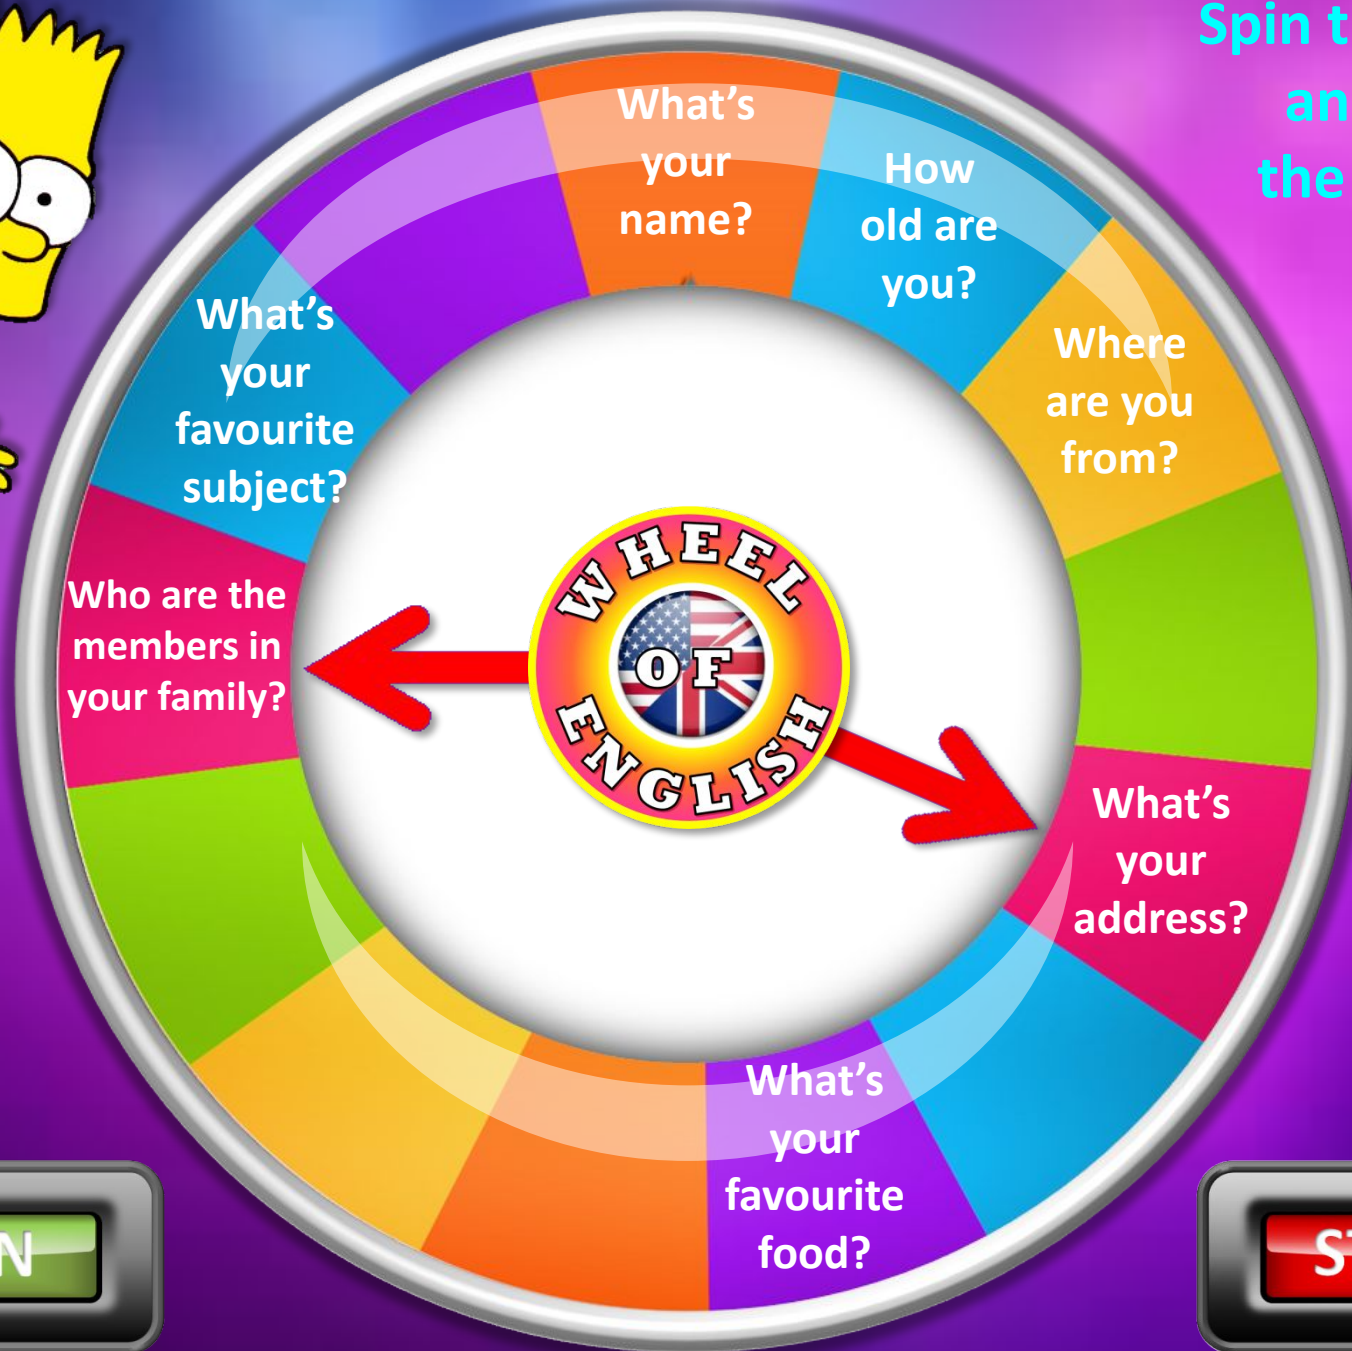 Spin t
an
the
What's
your
name?
How
old are
you?
Where
are you
from?
What's
your
address?
What's
your
favourite
food?
Who are the
members in
your family?
What's
your
favourite
subject?
WHEEL
OF
ENGLISH
N
ST